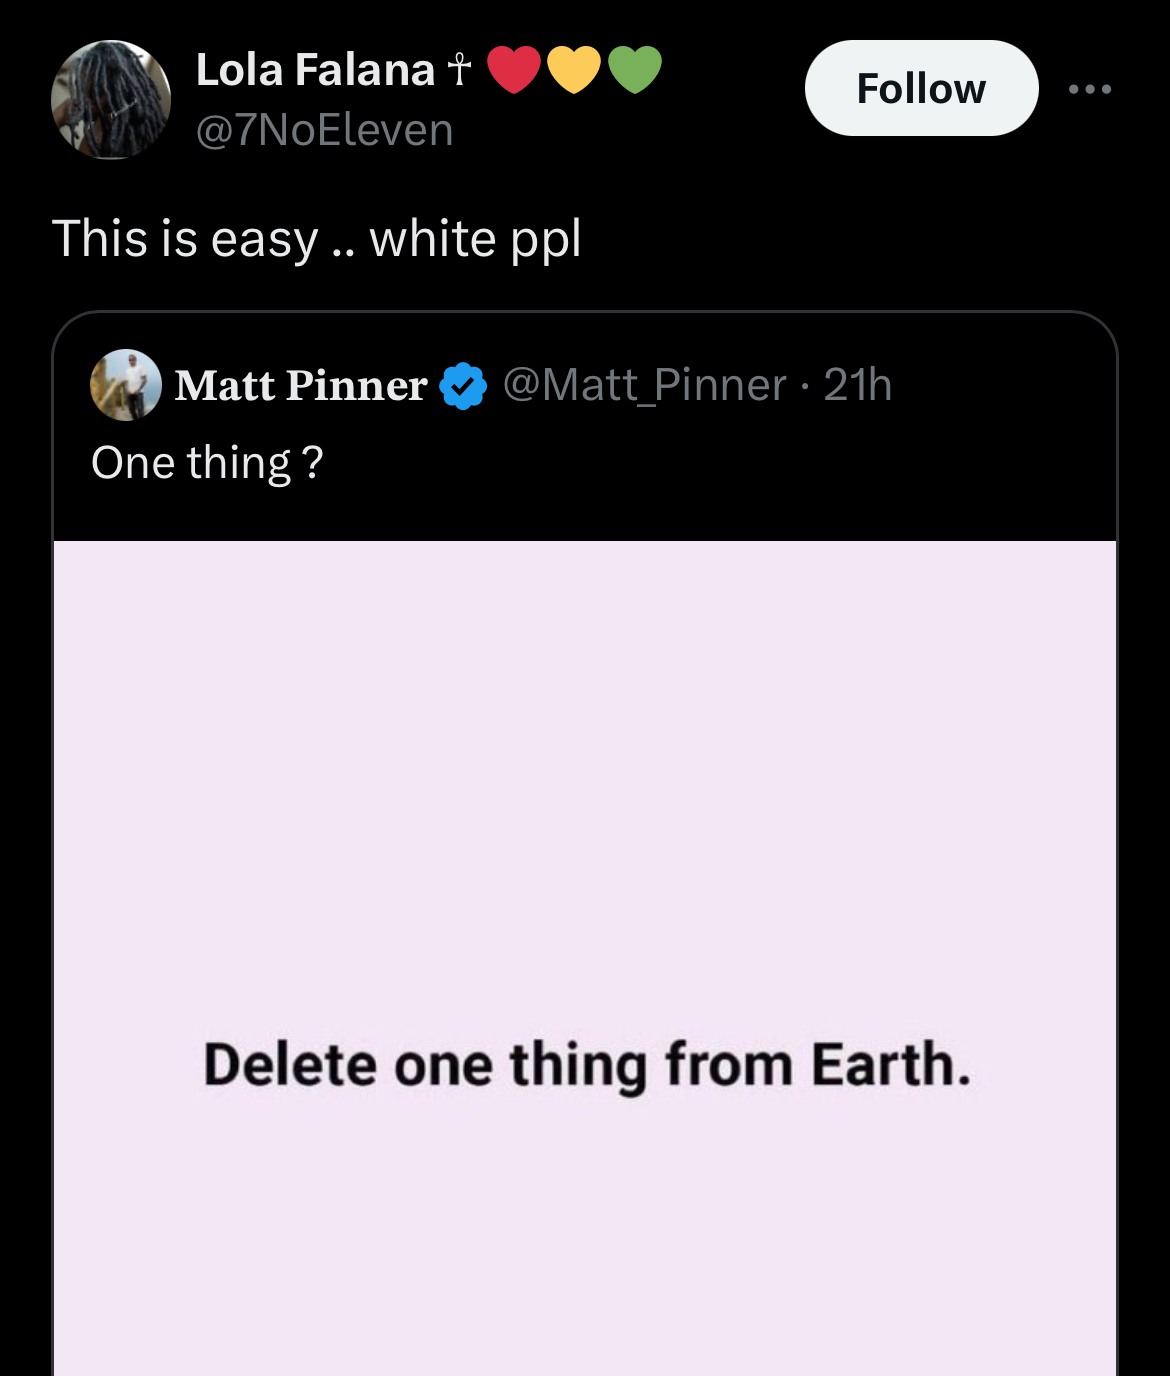 Lola Falana ☥ ❤️💛💚
@7NoEleven
Follow
This is easy .. white ppl
Matt Pinner @Matt_Pinner · 21h
One thing ?
Delete one thing from Earth.